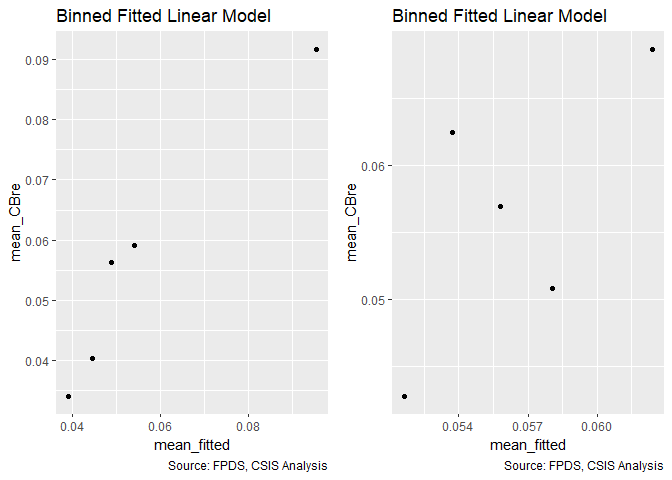 Binned Fitted Linear Model
mean_CBre
0.09
0.08
0.07
0.06
0.05
0.04
0.04 0.06 0.08
mean_fitted
Source: FPDS, CSIS Analysis
Binned Fitted Linear Model
mean_CBre
0.06
0.05
0.054 0.057 0.060
mean_fitted
Source: FPDS, CSIS Analysis